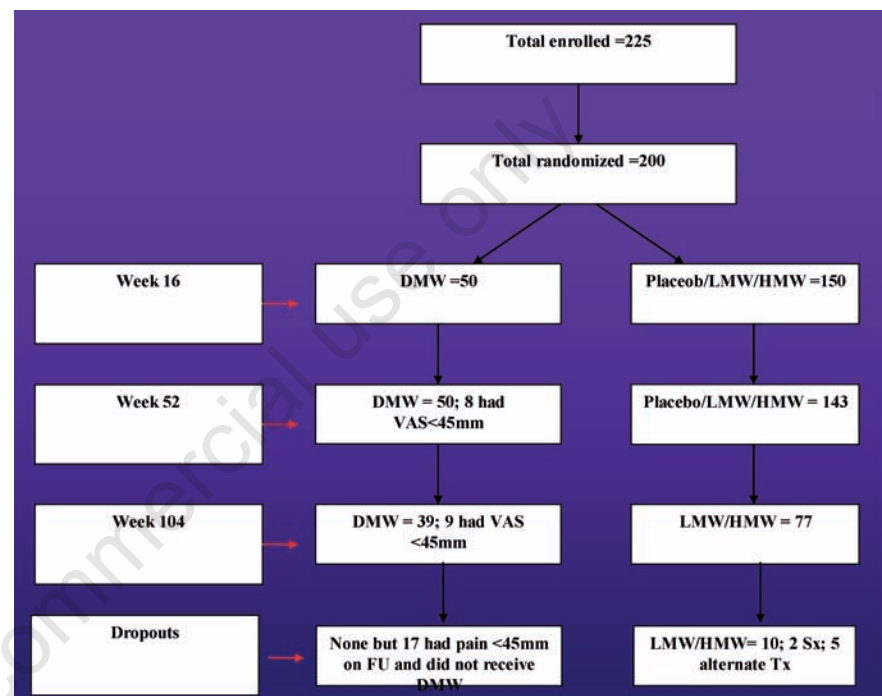 Total enrolled =225
Total randomized =200
Week 16
DMW =50
Placeob/LMW/HMW =150
Week 52
DMW = 50; 8 had
VAS<45mm
Placebo/LMW/HMW = 143
Week 104
DMW = 39; 9 had VAS
<45mm
LMW/HMW = 77
Dropouts
None but 17 had pain <45mm
on FU and did not receive
DMW
LMW/HMW= 10; 2 Sx; 5
alternate Tx
ommercial use only